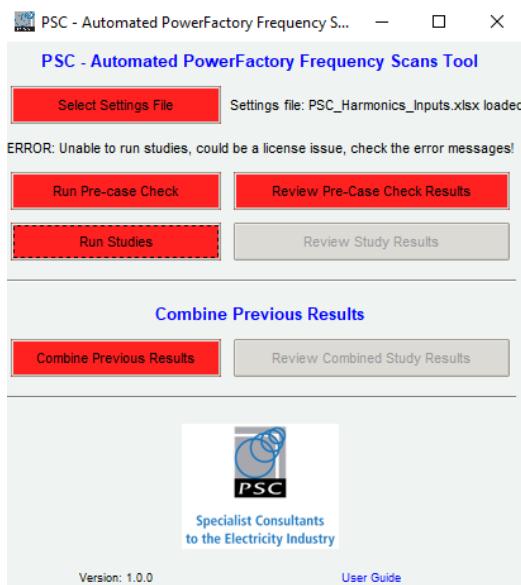 PSC - Automated PowerFactory Frequency S...
PSC - Automated PowerFactory Frequency Scans Tool
Select Settings File Settings file: PSC_Harmonics_Inputs.xlsx loaded
ERROR: Unable to run studies, could be a license issue, check the error messages!
Run Pre-case Check Review Pre-Case Check Results
Run Studies Review Study Results
Combine Previous Results
Combine Previous Results Review Combined Study Results
PSC
Specialist Consultants
to the Electricity Industry
Version: 1.0.0 User Guide